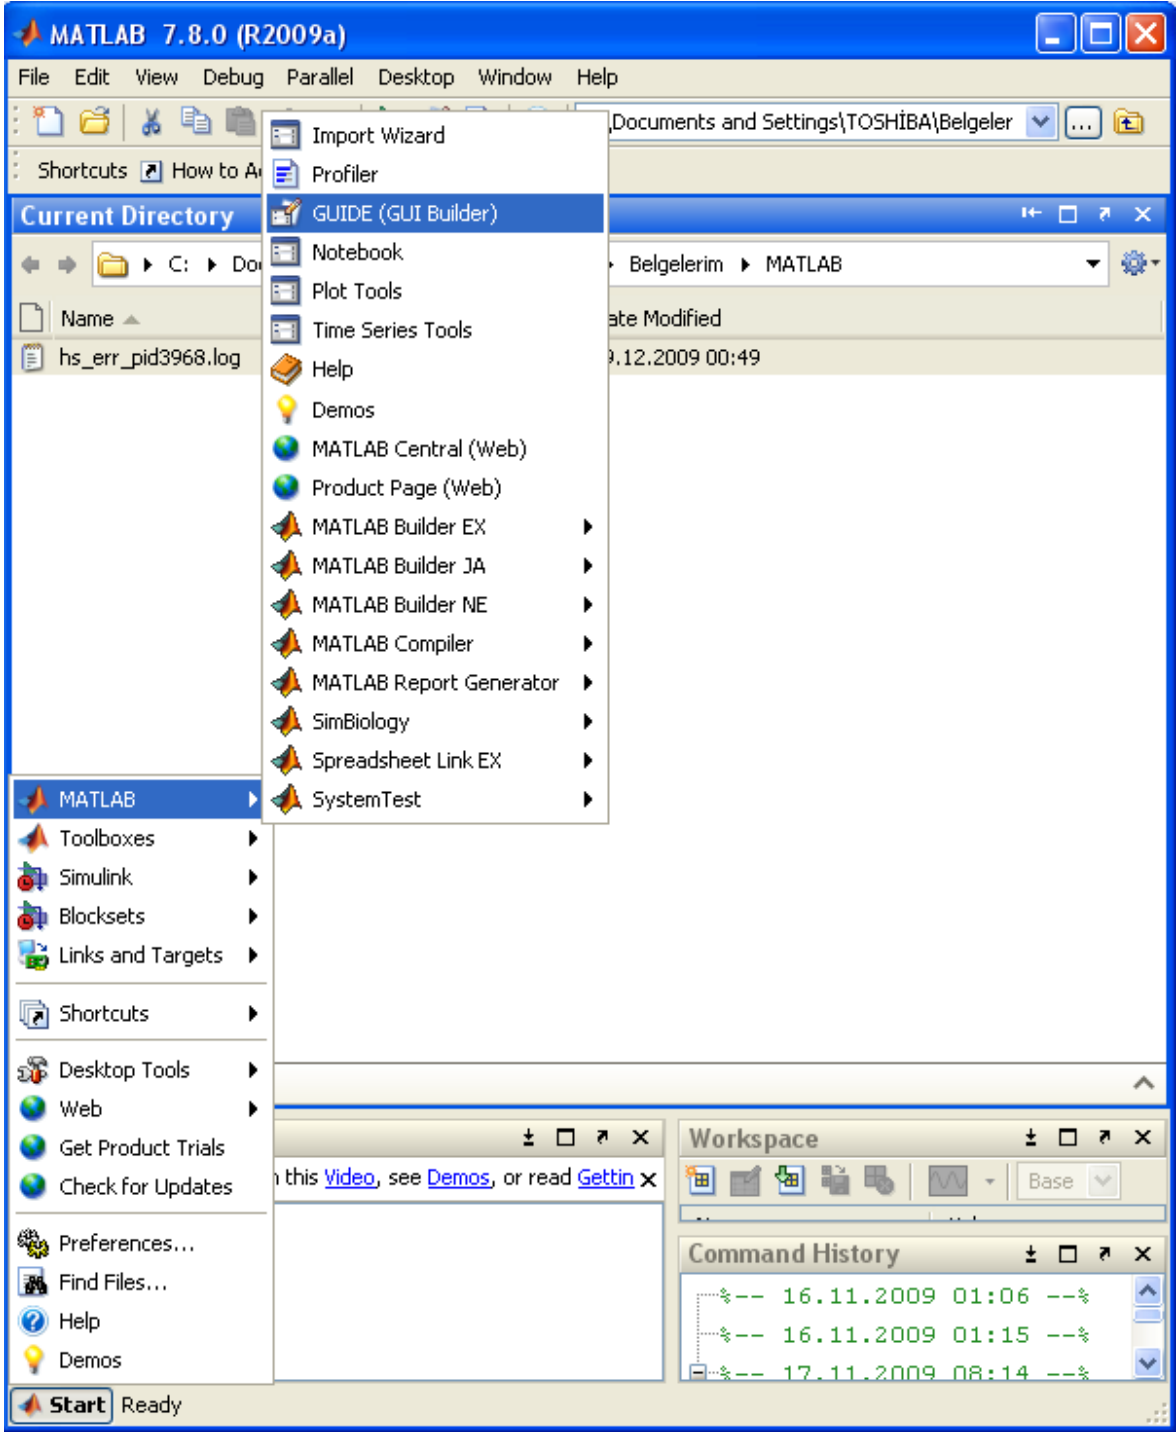 MATLAB 7.8.0 (R2009a)
File Edit View Debug Parallel Desktop Window Help
\Documents and Settings\TOSHİBA\Belgeler ...
Shortcuts How to
Current Directory
C: Belgelerim MATLAB
Name Modified
hs_err_pid3968.log .12.2009 00:49
Import Wizard
Profiler
GUIDE (GUI Builder)
Notebook
Plot Tools
Time Series Tools
Help
Demos
MATLAB Central (Web)
Product Page (Web)
MATLAB Builder EX
MATLAB Builder JA
MATLAB Builder NE
MATLAB Compiler
MATLAB Report Generator
SimBiology
Spreadsheet Link EX
SystemTest
MATLAB
Toolboxes
Simulink
Blocksets
Links and Targets
Shortcuts
Desktop Tools
Web
Get Product Trials
Check for Updates
Preferences...
Find Files...
Help
Demos
this Video, see Demos, or read Gettin
Workspace
Base
Command History
%-- 16.11.2009 01:06 --%
%-- 16.11.2009 01:15 --%
%-- 17.11.2009 08:14 --%
Start Ready